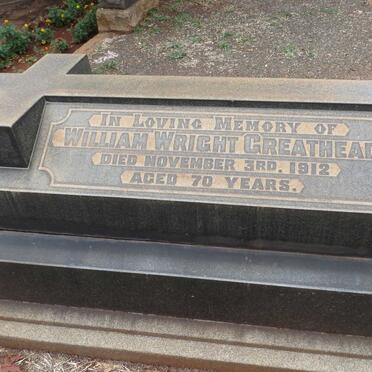 In Loving Memory of
WILLIAM WRIGHT GREATHEAD
DIED NOVEMBER 3RD. 1912
AGED 70 YEARS.